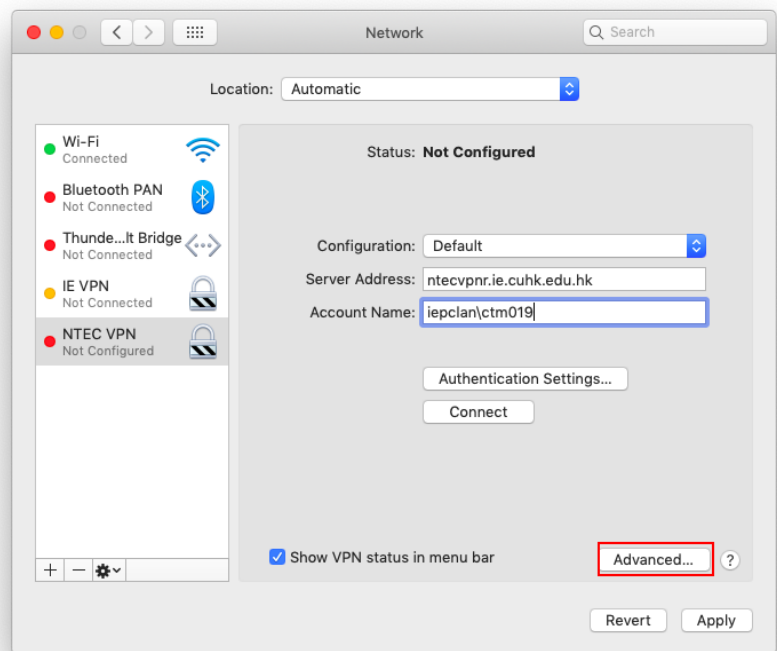 Network
Search
Location: Automatic
Wi-Fi
Connected
Bluetooth PAN
Not Connected
Thunde...lt Bridge
Not Connected
IE VPN
Not Connected
NTEC VPN
Not Configured
Status: Not Configured
Configuration: Default
Server Address: ntecvpnr.ie.cuhk.edu.hk
Account Name: iepclan\ctm019
Authentication Settings...
Connect
Show VPN status in menu bar
Advanced... ?
Revert Apply